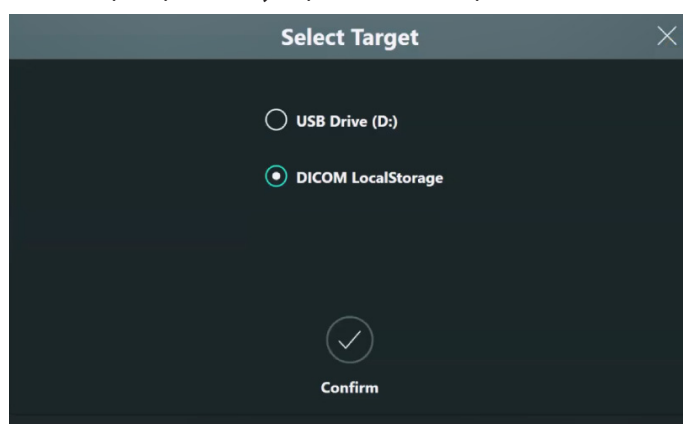 Select Target
USB Drive (D:)
DICOM LocalStorage
Confirm